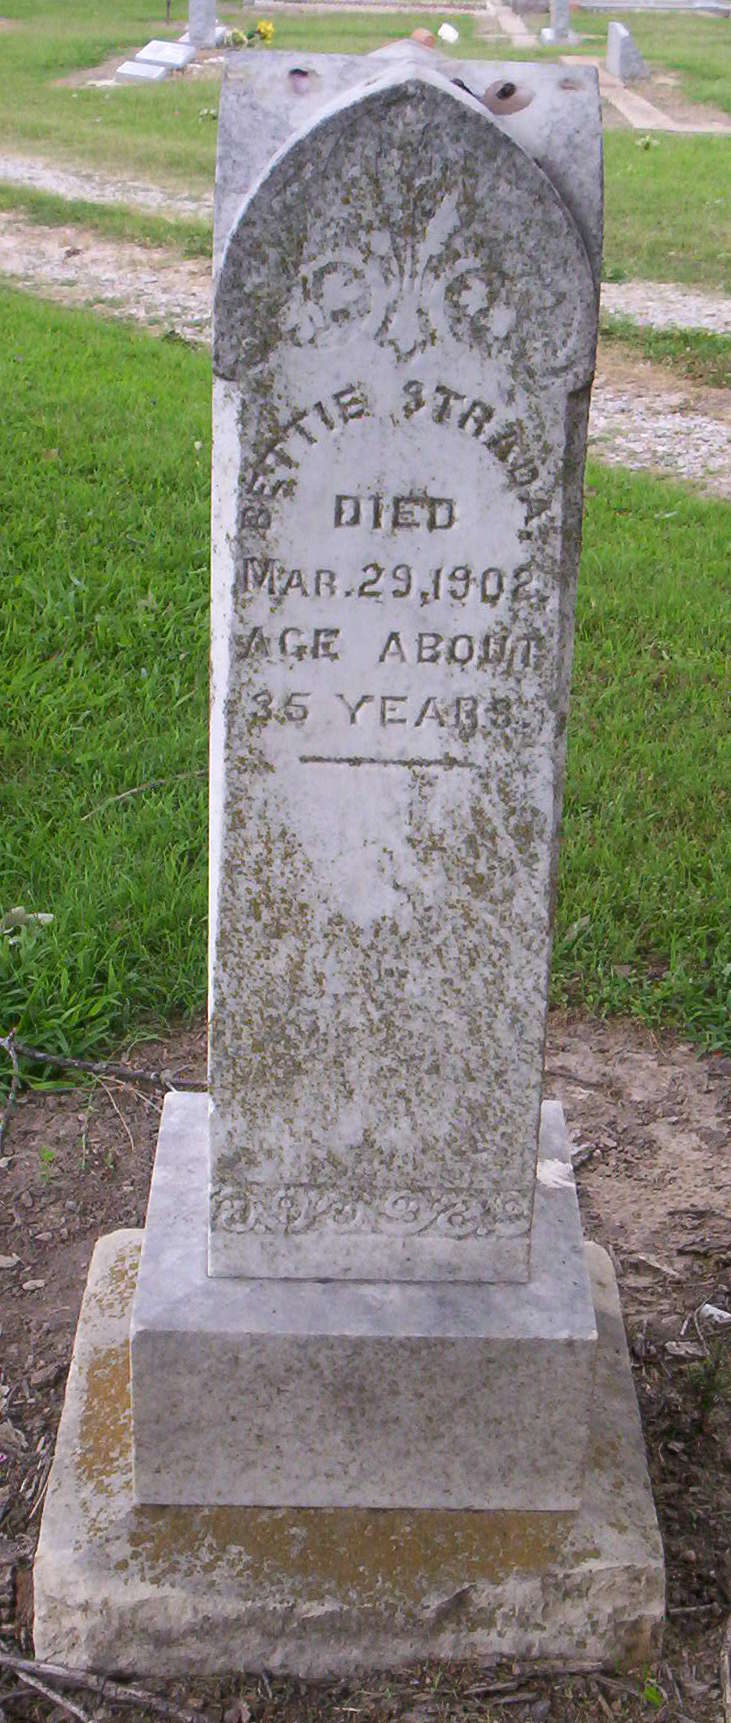 BETTIE STRADA.
DIED
MAR. 29, 1902.
AGE ABOUT
35 YEARS.